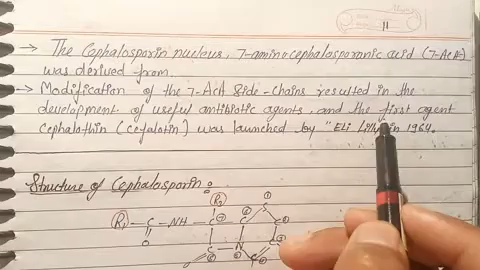 → The Cephalosporin nucleus, 7-aminocephalosporanic acid (7-ACA)
was derived from
→ Modification of the 7-ACA side-chains resulted in the
development of useful antibiotic agents, and the first agent
cephalothin (cefalotin) was launched by "Eli Lilly in 1964.
Structure of Cephalosporin:
R₁ C NH R₂
O
O N